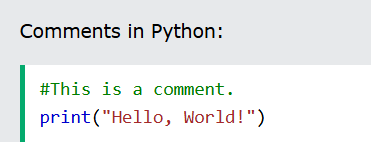 Comments in Python:
#This is a comment.
print("Hello, World!")